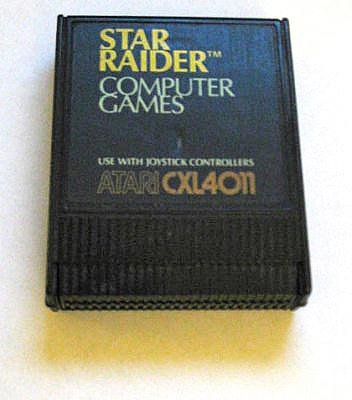 STAR
RAIDER™
COMPUTER
GAMES
USE WITH JOYSTICK CONTROLLERS
ATARI CXL4011